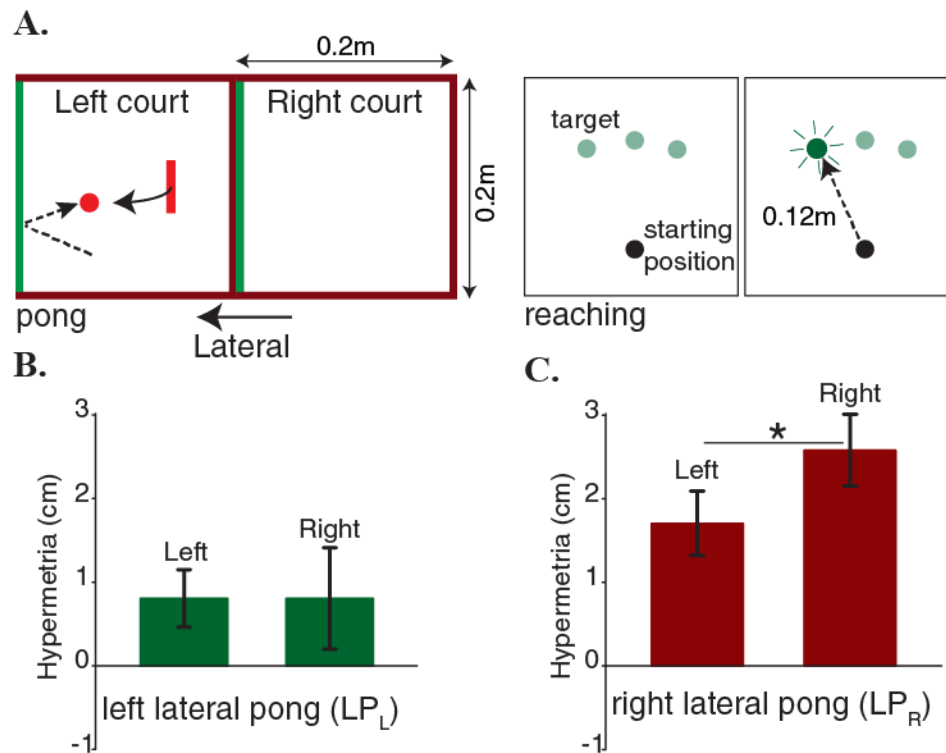 A.
0.2m
Left court
Right court
0.2m
pong
Lateral
target
starting
position
0.12m
reaching
B.
Hypermetria (cm)
3
2
1
0
-1
Left
Right
left lateral pong (LP_L)
C.
Hypermetria (cm)
3
2
1
0
-1
Left
*
Right
right lateral pong (LP_R)